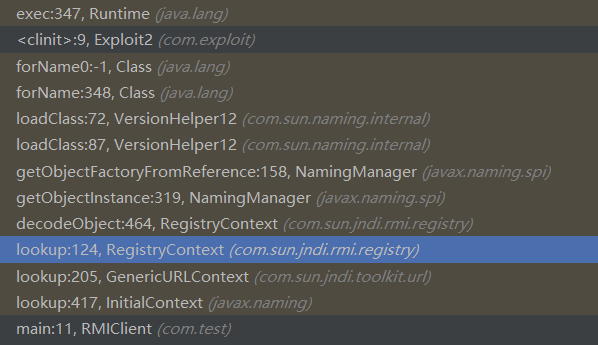 exec:347, Runtime (java.lang)
<clinit>:9, Exploit2 (com.exploit)
forName0:-1, Class (java.lang)
forName:348, Class (java.lang)
loadClass:72, VersionHelper12 (com.sun.naming.internal)
loadClass:87, VersionHelper12 (com.sun.naming.internal)
getObjectFactoryFromReference:158, NamingManager (javax.naming.spi)
getObjectInstance:319, NamingManager (javax.naming.spi)
decodeObject:464, RegistryContext (com.sun.jndi.rmi.registry)
lookup:124, RegistryContext (com.sun.jndi.rmi.registry)
lookup:205, GenericURLContext (com.sun.jndi.toolkit.url)
lookup:417, InitialContext (javax.naming)
main:11, RMIClient (com.test)